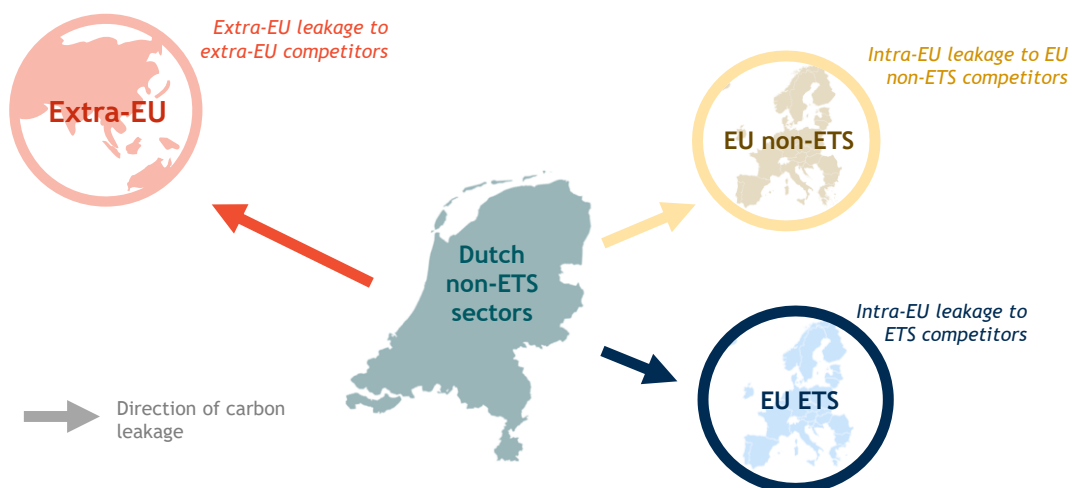 Extra-EU leakage to
extra-EU competitors
Extra-EU
Intra-EU leakage to EU
non-ETS competitors
EU non-ETS
Dutch
non-ETS
sectors
Intra-EU leakage to
ETS competitors
EU ETS
Direction of carbon
leakage